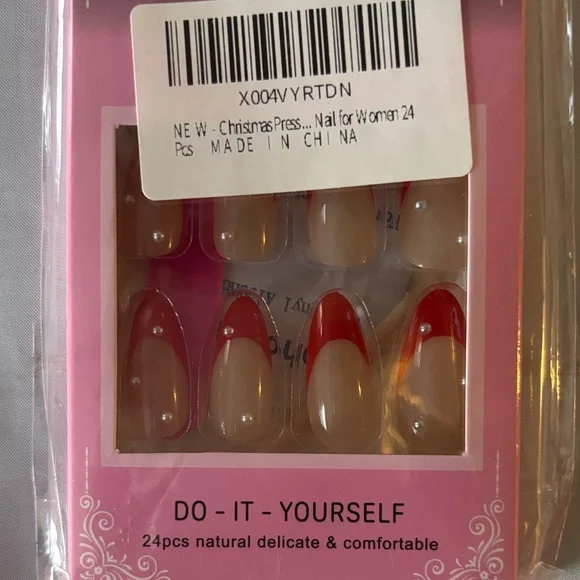 X004VYRTDN
NEW - Christmas Press... Nail for Women 24
Pcs MADE IN CHINA
DO - IT - YOURSELF
24pcs natural delicate & comfortable